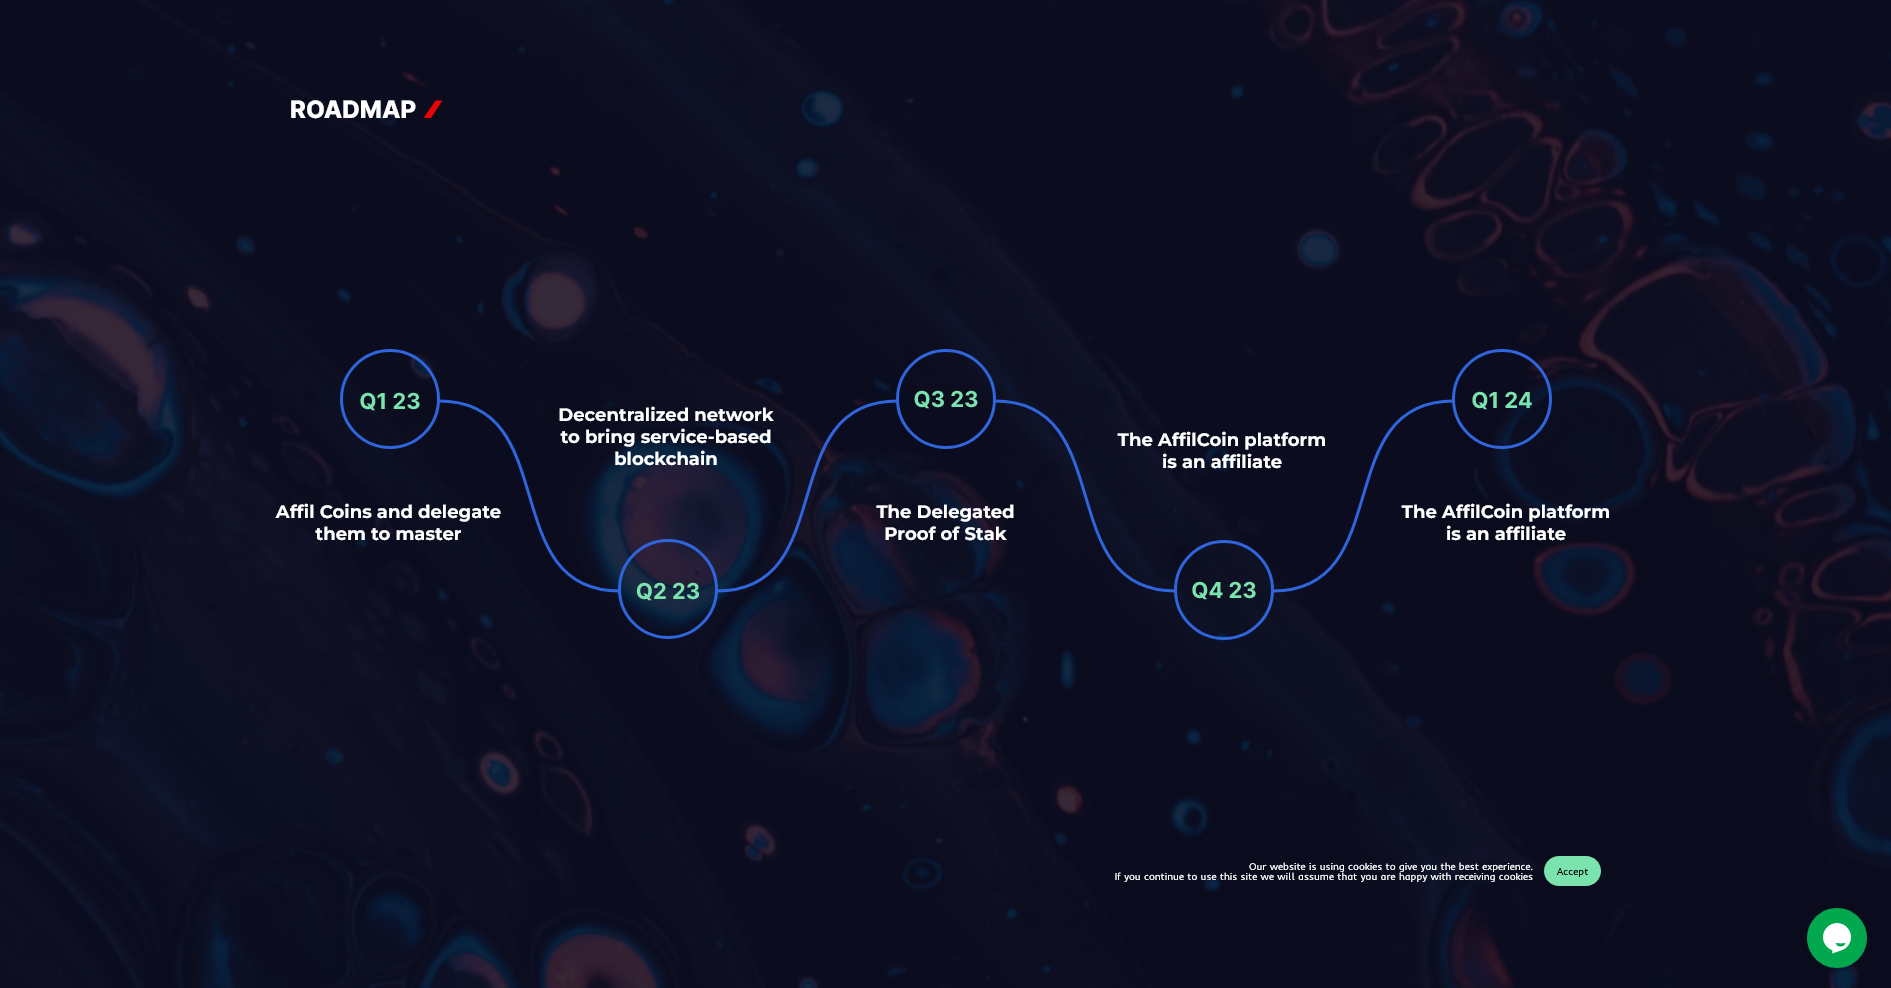 ROADMAP
Q1 23
Affil Coins and delegate
them to master
Decentralized network
to bring service-based
blockchain
Q2 23
Q3 23
The Delegated
Proof of Stak
The AffilCoin platform
is an affiliate
Q4 23
Q1 24
The AffilCoin platform
is an affiliate
Our website is using cookies to give you the best experience.
If you continue to use this site we will assume that you are happy with receiving cookies
Accept